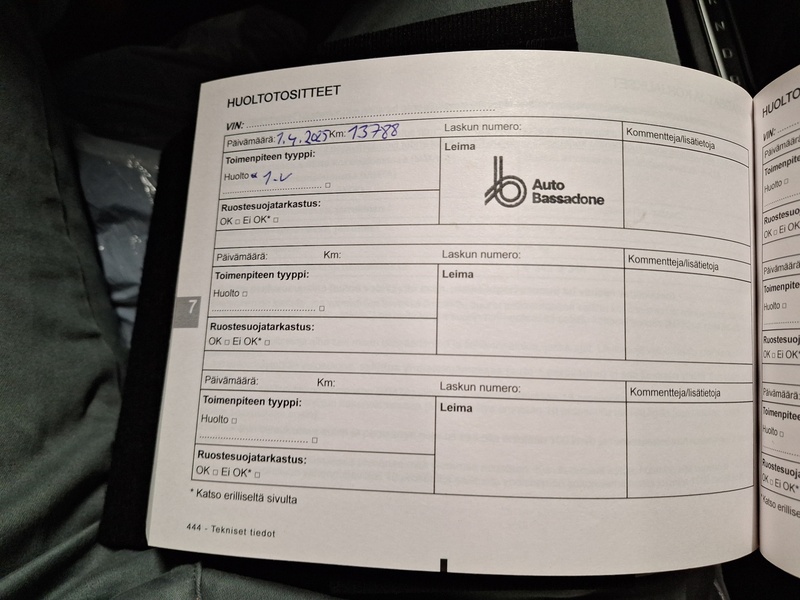 HUOLTOTOSITTEET
VIN:
Päivämäärä: 1.4.2025 Km: 13788 Laskun numero: Kommentteja/lisätietoja
Toimenpiteen tyyppi: Leima
Huolto 1-v
Auto
Bassadone
Ruostesuojatarkastus:
OK □ Ei OK* □
Päivämäärä: Km: Laskun numero: Kommentteja/lisätietoja
Toimenpiteen tyyppi: Leima
Huolto □
Ruostesuojatarkastus:
OK □ Ei OK* □
Päivämäärä: Km: Laskun numero: Kommentteja/lisätietoja
Toimenpiteen tyyppi: Leima
Huolto □
Ruostesuojatarkastus:
OK □ Ei OK* □
* Katso erilliseltä sivulta
444 - Tekniset tiedot
7